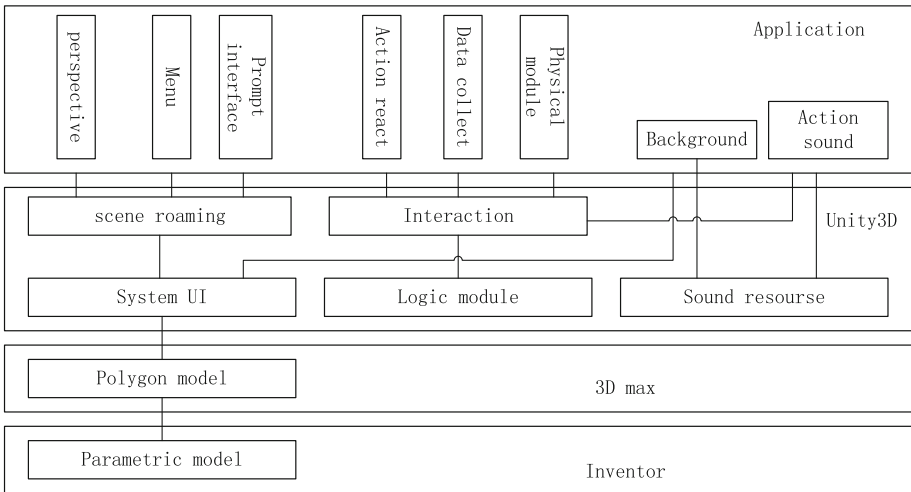 Application
perspective
Menu
Prompt
interface
Action react
Data collect
Physical
module
Background
Action
sound
scene roaming
Interaction
Unity3D
System UI
Logic module
Sound resourse
Polygon model
3D max
Parametric model
Inventor